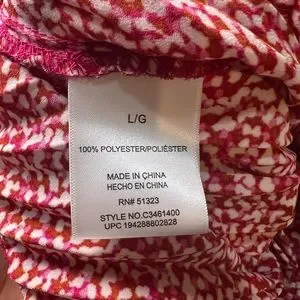 L/G
100% POLYESTER/POLIÉSTER
MADE IN CHINA
HECHO EN CHINA
RN# 51323
STYLE NO.C3461400
UPC 194288802828